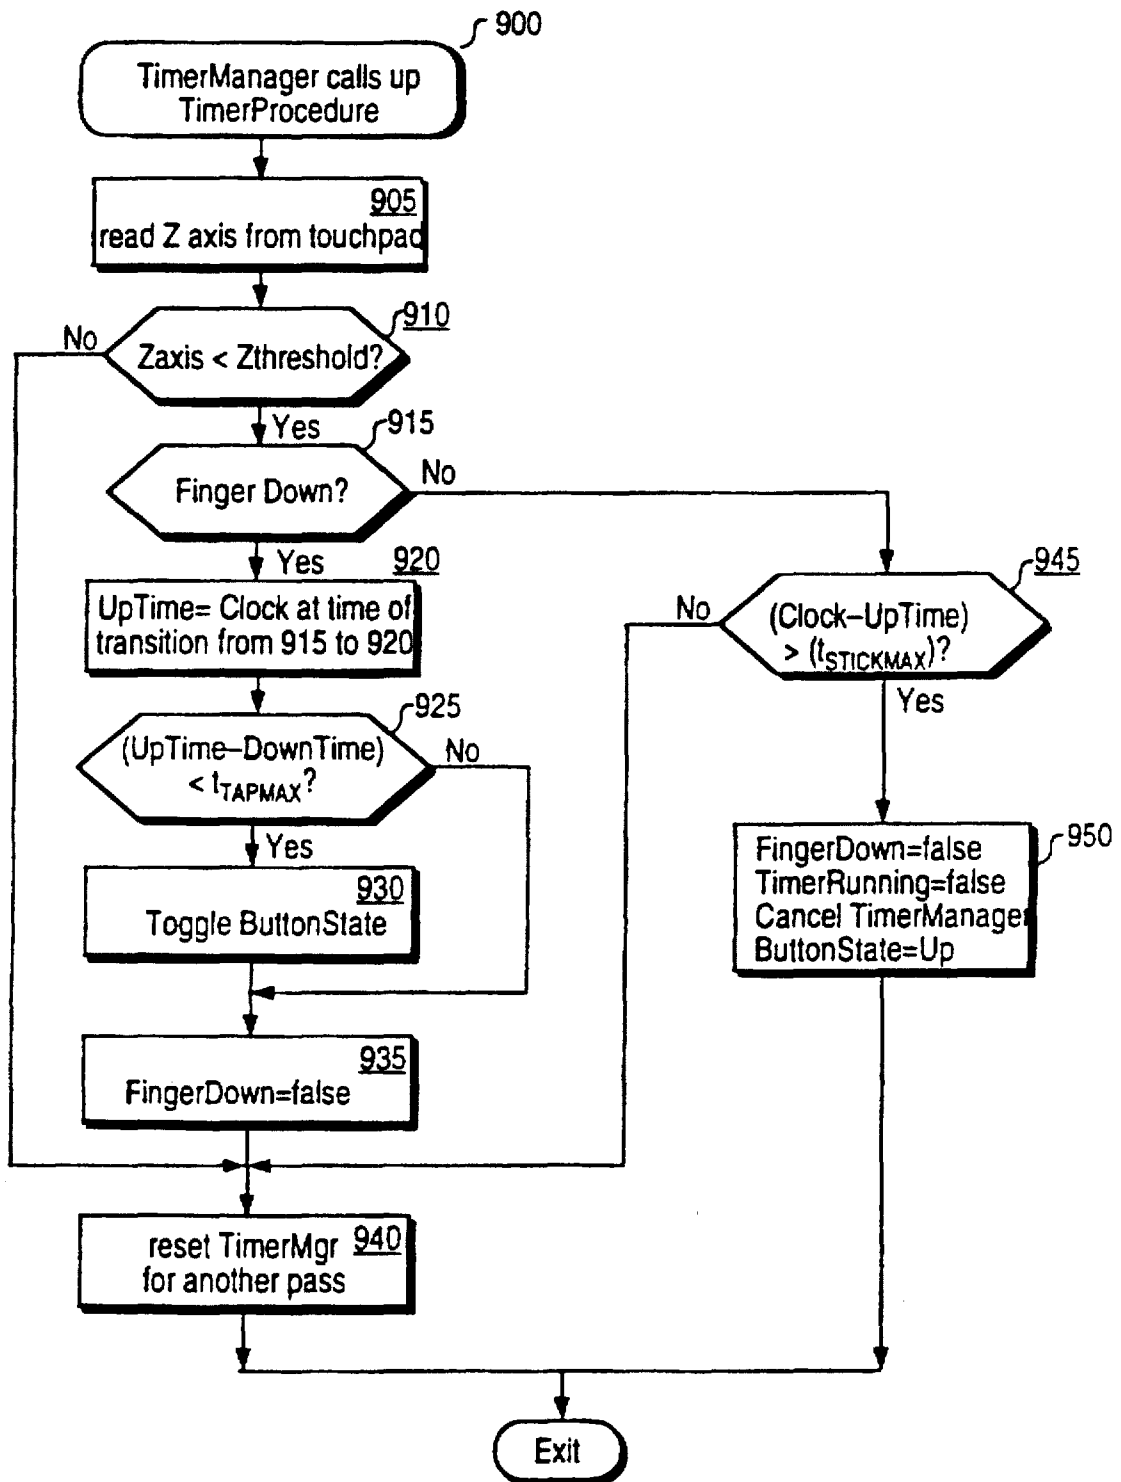 900
TimerManager calls up
TimerProcedure
905
read Z axis from touchpad
910
No
Zaxis < Zthreshold?
Yes
915
Finger Down?
No
Yes
920
UpTime= Clock at time of
transition from 915 to 920
945
No
(Clock–UpTime)
> (tSTICKMAX)?
Yes
925
(UpTime–DownTime)
< tTAPMAX?
No
Yes
930
Toggle ButtonState
950
FingerDown=false
TimerRunning=false
Cancel TimerManager
ButtonState=Up
935
FingerDown=false
reset TimerMgr 940
for another pass
Exit